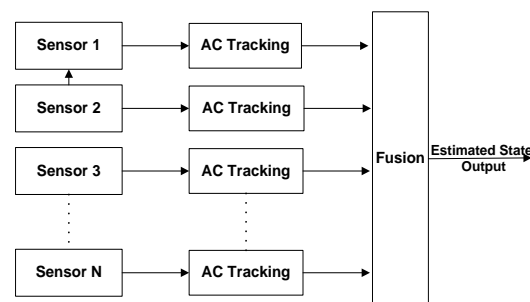 Sensor 1
AC Tracking
Sensor 2
AC Tracking
Sensor 3
AC Tracking
Sensor N
AC Tracking
Fusion
Estimated State
Output